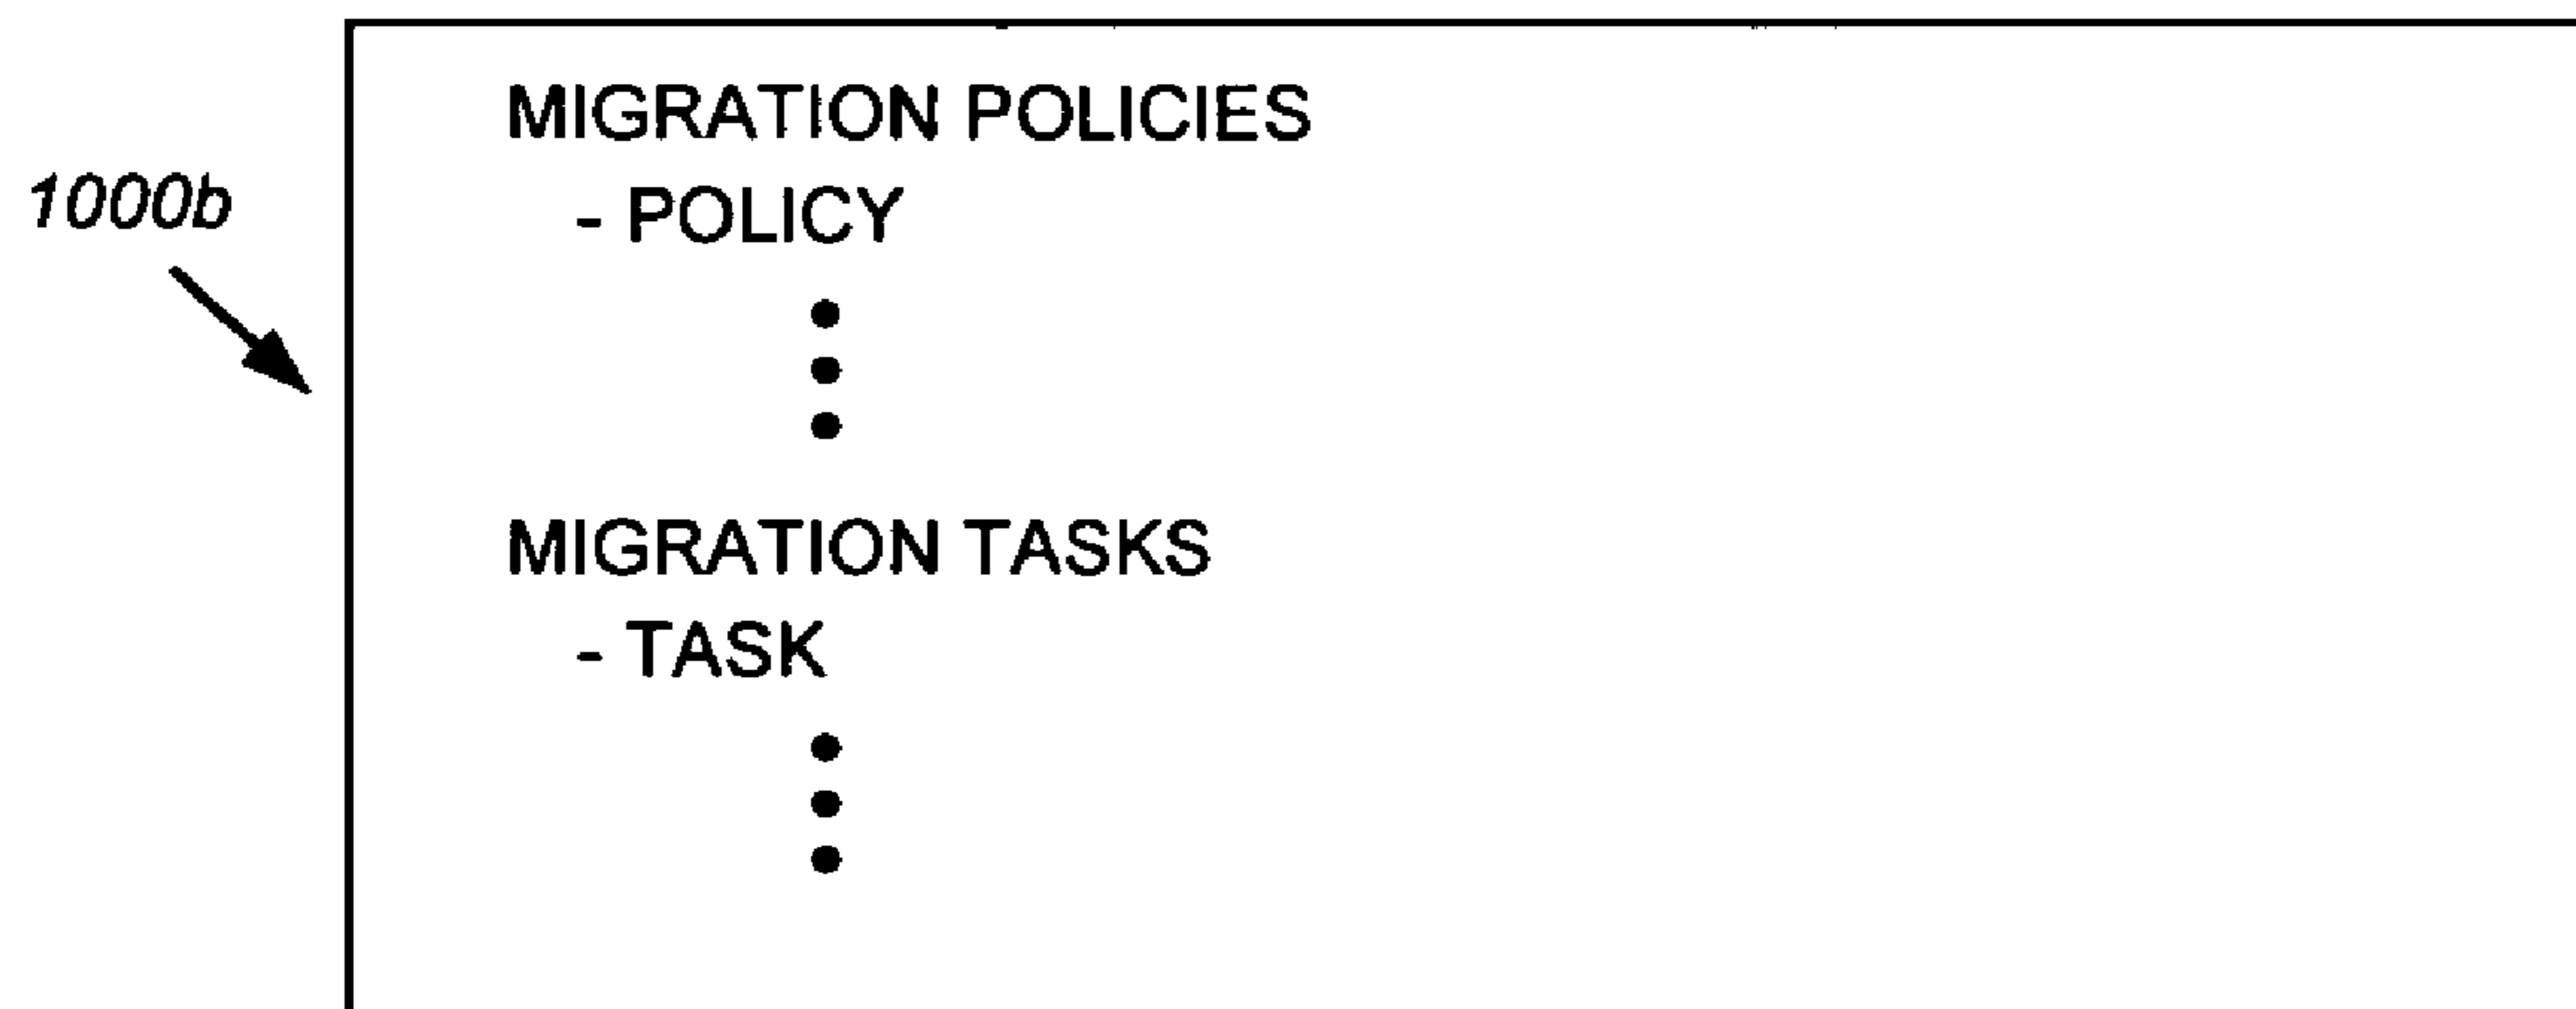 MIGRATION POLICIES
1000b
- POLICY
MIGRATION TASKS
- TASK